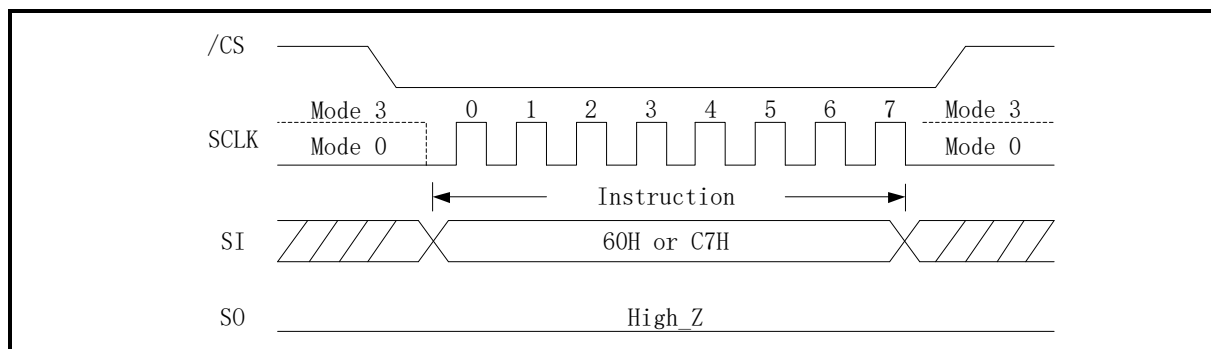 /CS
Mode 3 0 1 2 3 4 5 6 7 Mode 3
SCLK
Mode 0 Mode 0
Instruction
SI 60H or C7H
SO High_Z